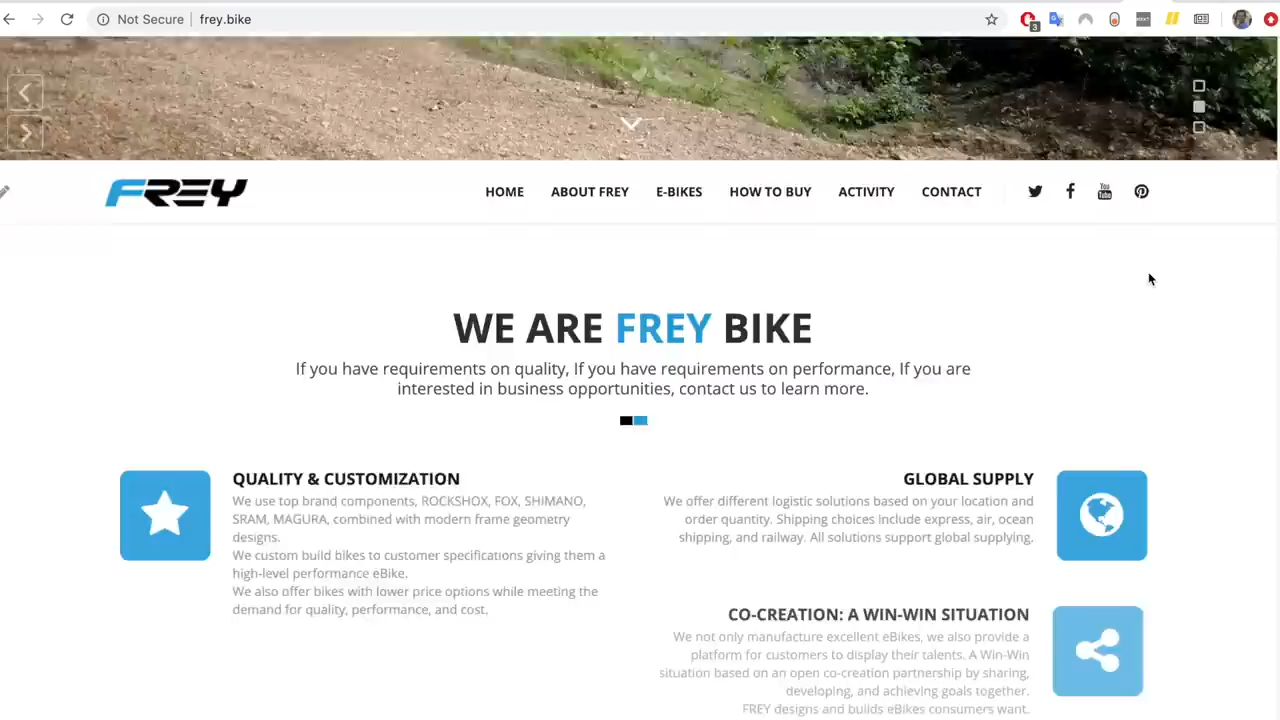 Not Secure frey.bike
3
FREY HOME ABOUT FREY E-BIKES HOW TO BUY ACTIVITY CONTACT You Tube
WE ARE FREY BIKE
If you have requirements on quality, If you have requirements on performance, If you are
interested in business opportunities, contact us to learn more.
QUALITY & CUSTOMIZATION
We use top brand components, ROCKSHOX, FOX, SHIMANO,
SRAM, MAGURA, combined with modern frame geometry
designs.
We custom build bikes to customer specifications giving them a
high-level performance eBike.
We also offer bikes with lower price options while meeting the
demand for quality, performance, and cost.
GLOBAL SUPPLY
We offer different logistic solutions based on your location and
order quantity. Shipping choices include express, air, ocean
shipping, and railway. All solutions support global supplying.
CO-CREATION: A WIN-WIN SITUATION
We not only manufacture excellent eBikes, we also provide a
platform for customers to display their talents. A Win-Win
situation based on an open co-creation partnership by sharing,
developing, and achieving goals together.
FREY designs and builds eBikes consumers want.